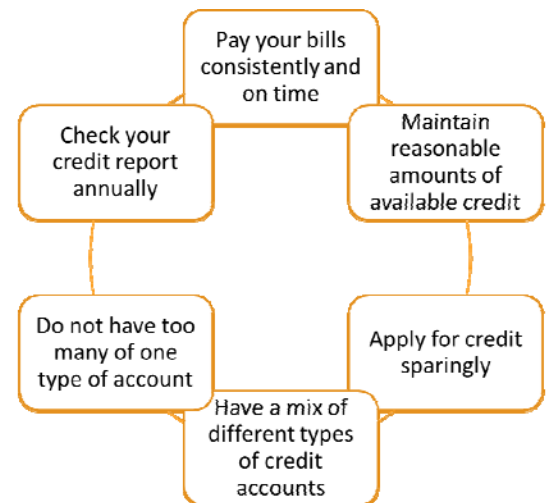 Pay your bills
consistently and
on time
Maintain
reasonable
amounts of
available credit
Apply for credit
sparingly
Have a mix of
different types
of credit
accounts
Do not have too
many of one
type of account
Check your
credit report
annually